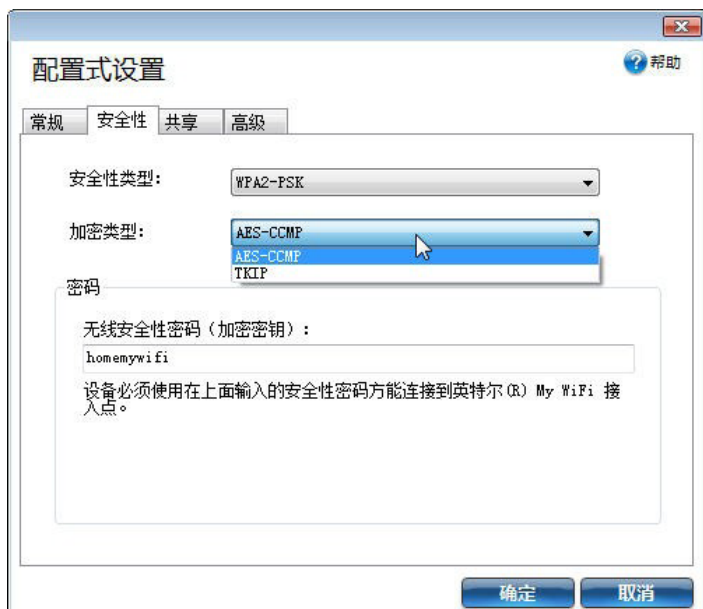 配置式设置
帮助
常规
安全性
共享
高级
安全性类型:
WPA2-PSK
加密类型:
AES-CCMP
AES-CCMP
TKIP
密码
无线安全性密码(加密密钥):
homemywifi
设备必须使用在上面输入的安全性密码方能连接到英特尔(R) My WiFi 接
入点。
确定
取消